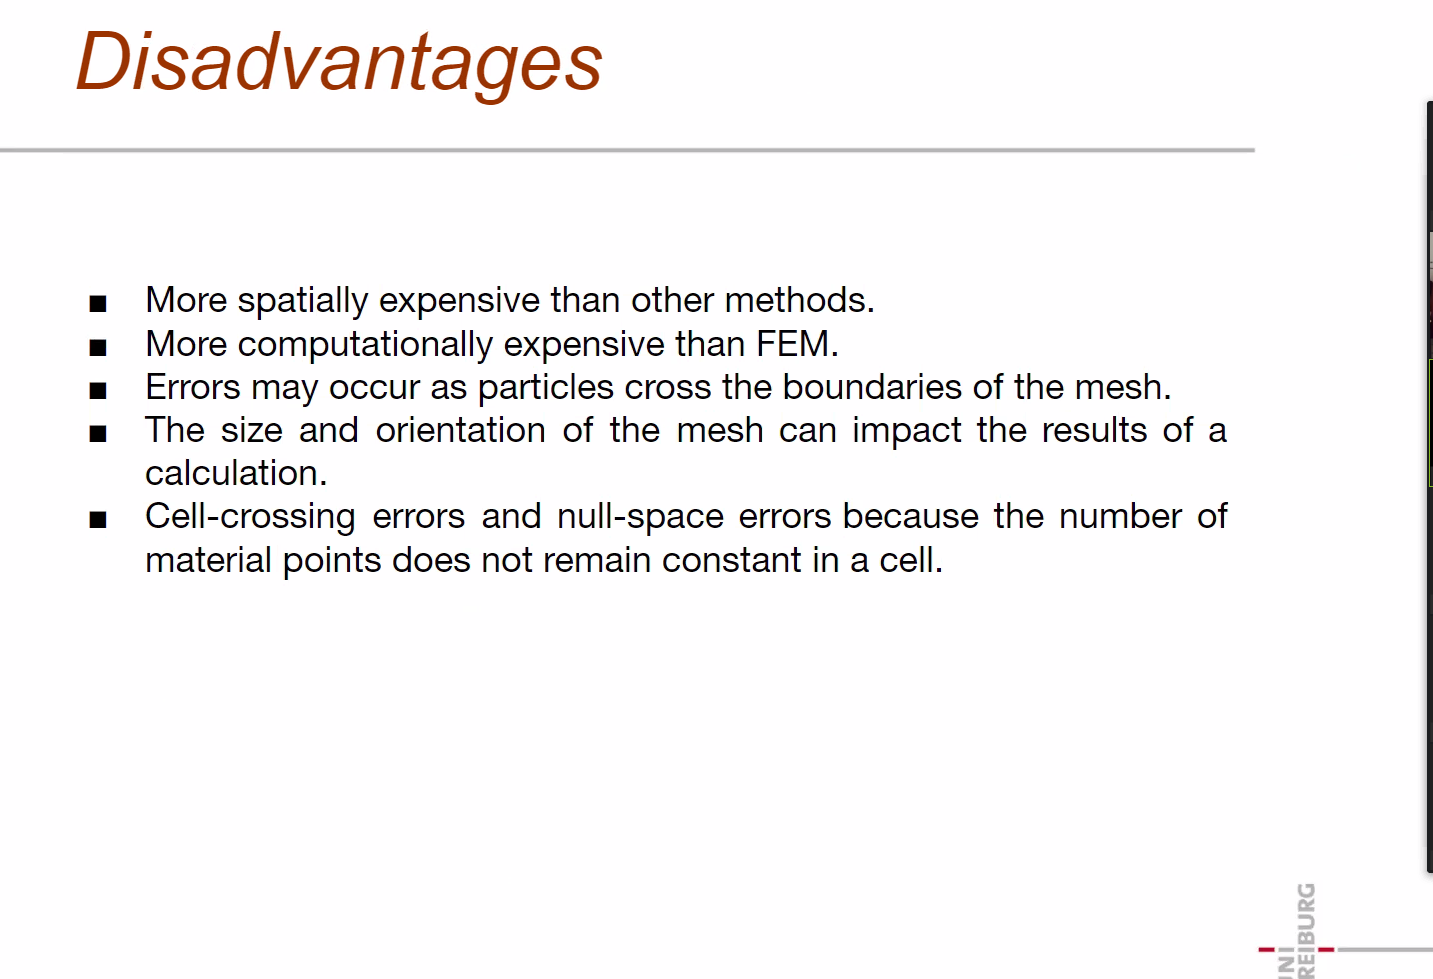 Disadvantages
■ More spatially expensive than other methods.
■ More computationally expensive than FEM.
■ Errors may occur as particles cross the boundaries of the mesh.
■ The size and orientation of the mesh can impact the results of a
calculation.
■ Cell-crossing errors and null-space errors because the number of
material points does not remain constant in a cell.
UNI
REIBURG